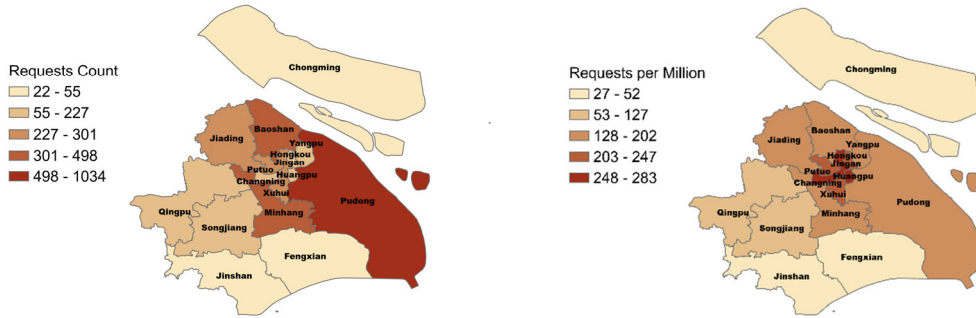 Requests Count
22 - 55
55 - 227
227 - 301
301 - 498
498 - 1034
Chongming
Baoshan
Jiading
Yangpu
Hongkou
Jingan
Putuo
Huangpu
Changning
Xuhui
Pudong
Qingpu
Minhang
Songjiang
Fengxian
Jinshan
Requests per Million
27 - 52
53 - 127
128 - 202
203 - 247
248 - 283
Chongming
Baoshan
Jiading
Yangpu
Hongkou
Jingan
Putuo
Huangpu
Changning
Xuhui
Pudong
Qingpu
Minhang
Songjiang
Fengxian
Jinshan